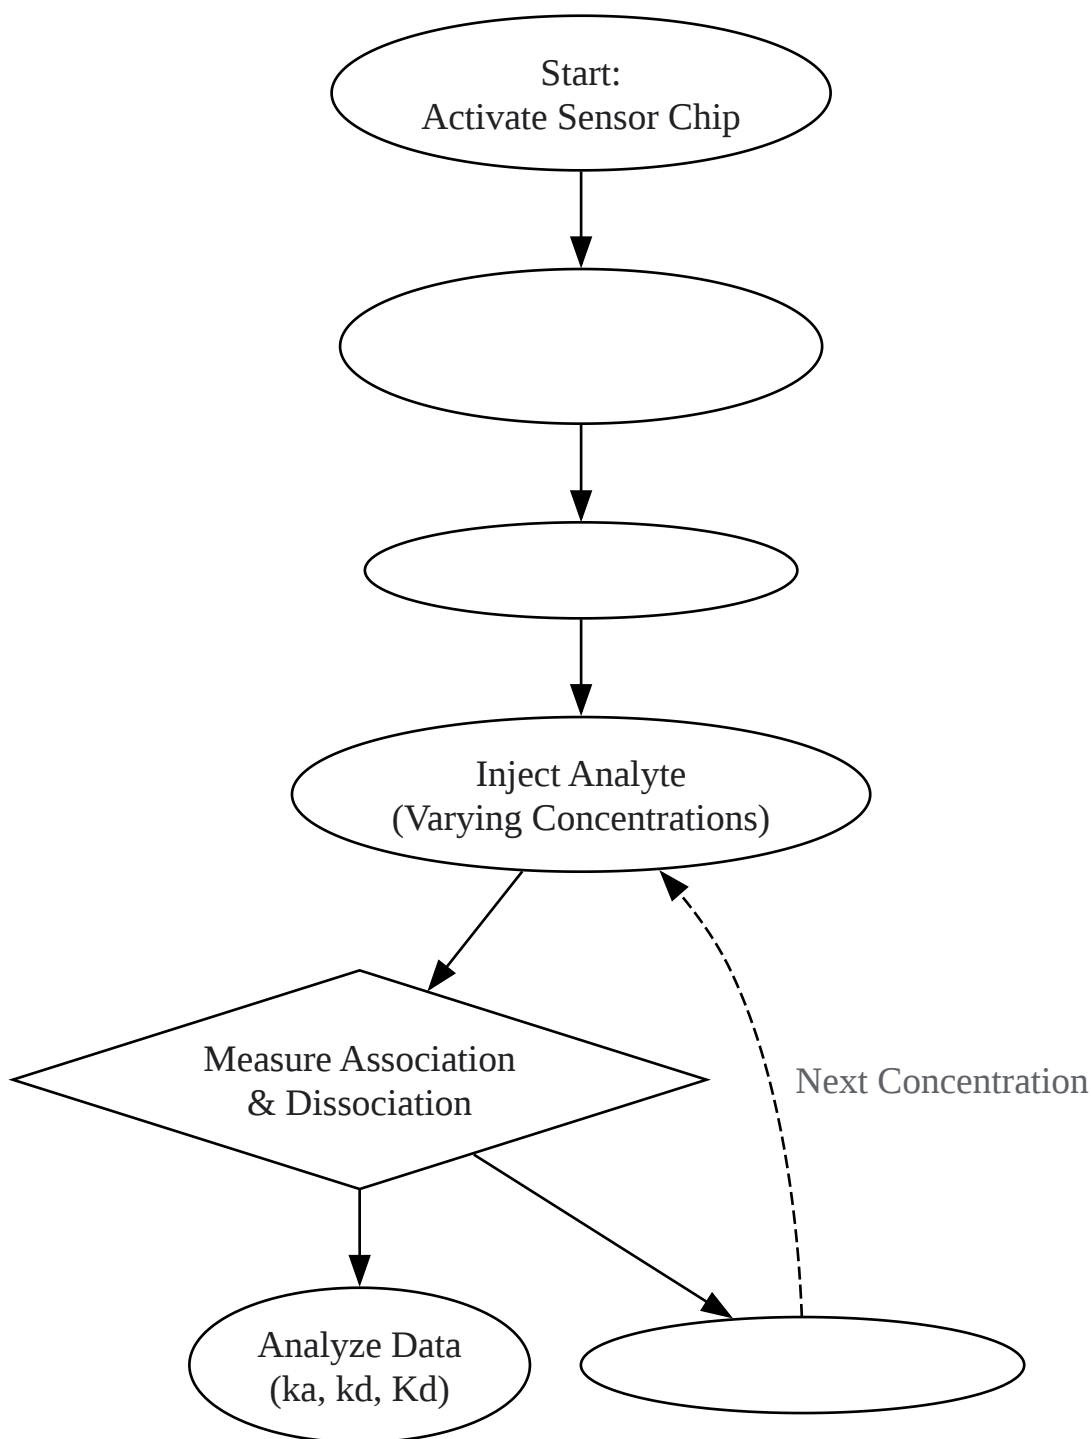 Start:
Activate Sensor Chip
Inject Analyte
(Varying Concentrations)
Measure Association
& Dissociation
Next Concentration
Analyze Data
(ka, kd, Kd)